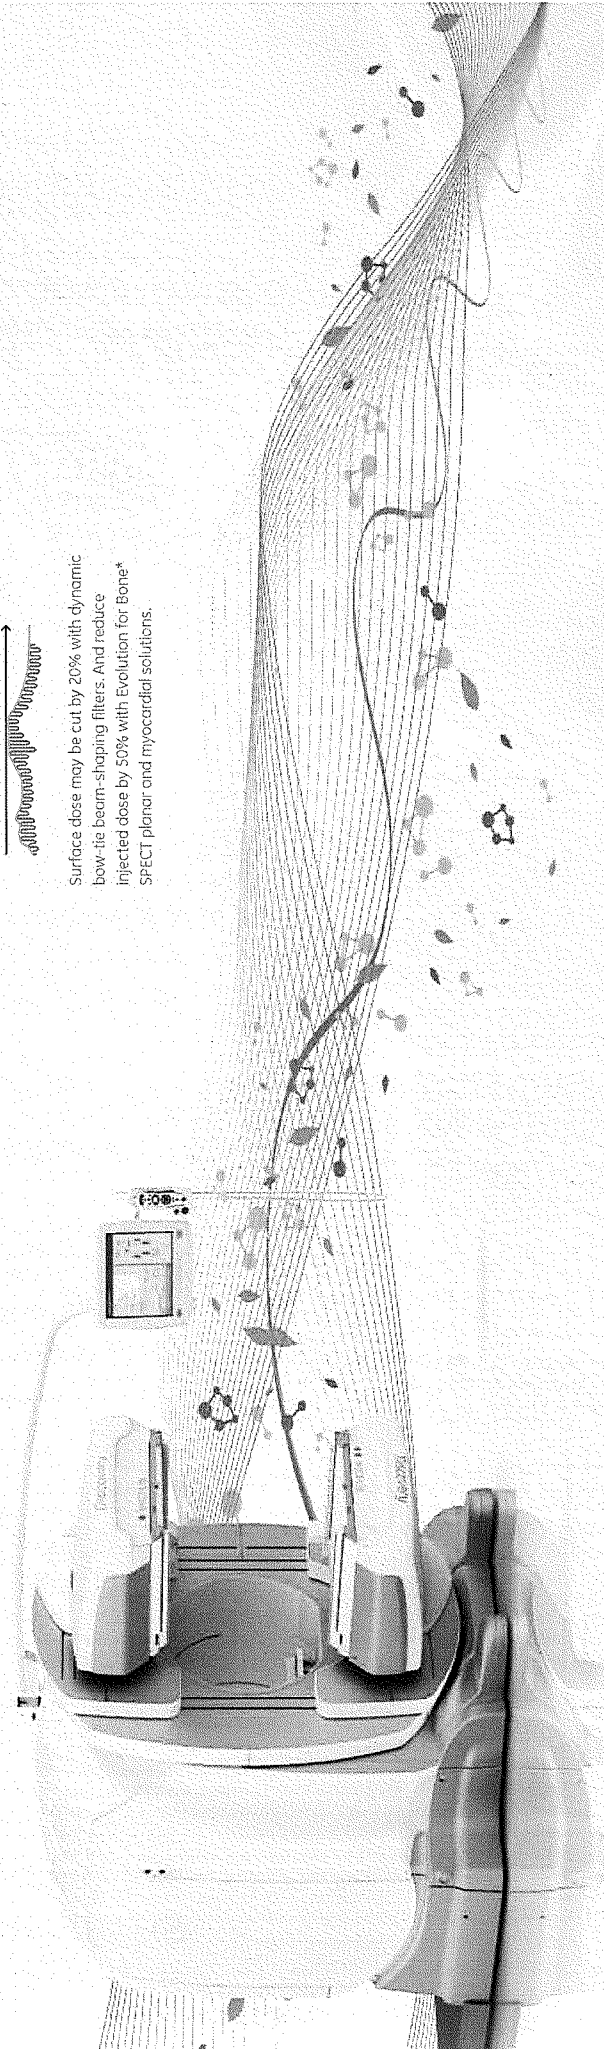 Surface dose may be cut by 20% with dynamic
bow-tie beam-shaping filters. And reduce
injected dose by 50% with Evolution for Bone*
SPECT planar and myocardial solutions.
Discovery